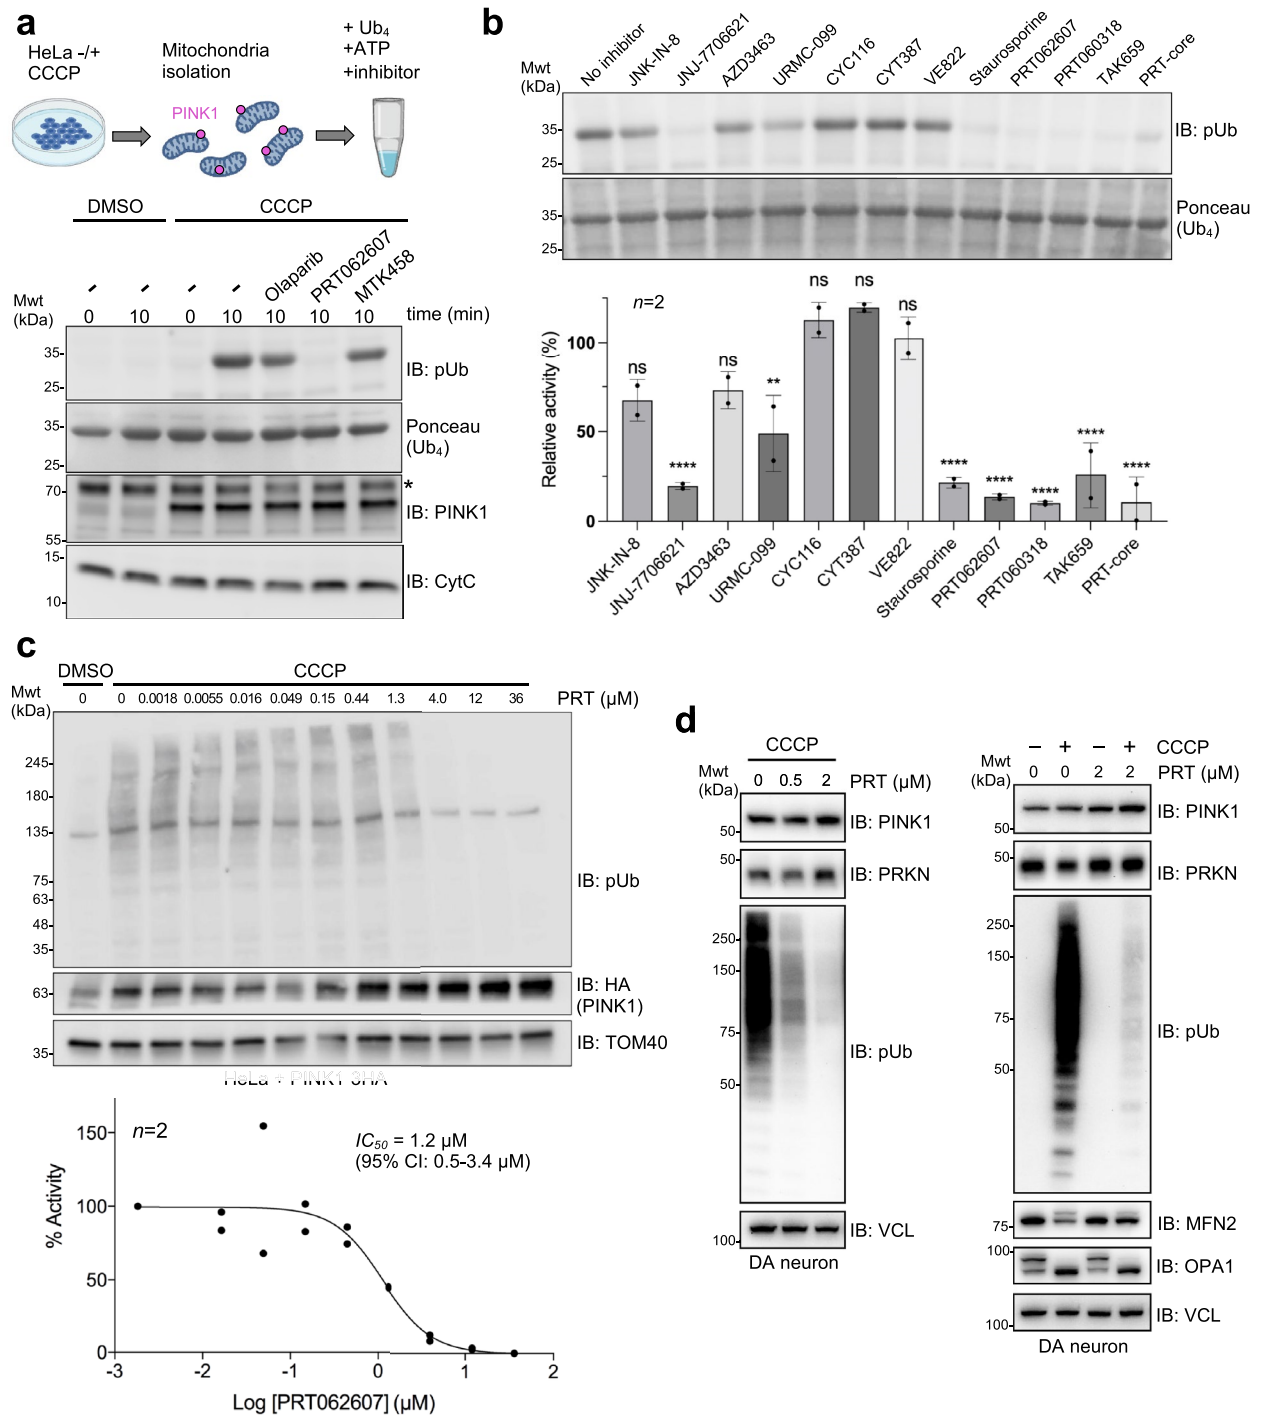 a
HeLa -/+
CCCP
Mitochondria
isolation
+ Ub4
+ATP
+inhibitor
PINK1
DMSO
CCCP
- - - - Olaparib PRT062607 MTK458
Mwt
(kDa)
0 10 0 10 10 10 10 time (min)
35-
25-
IB: pUb
35-
25-
Ponceau
(Ub4)
70-
55-
*
IB: PINK1
15-
10-
IB: CytC
b
Mwt
(kDa)
No inhibitor JNK-IN-8 JNJ-7706621 AZD3463 URMC-099 CYC116 CYT387 VE822 Staurosporine PRT062607 PRT060318 TAK659 PRT-core
35-
25-
IB: pUb
35-
25-
Ponceau
(Ub4)
n=2
Relative activity (%)
100
50
0
ns **** ns ** ns ns ns **** **** **** **** ****
JNK-IN-8 JNJ-7706621 AZD3463 URMC-099 CYC116 CYT387 VE822 Staurosporine PRT062607 PRT060318 TAK659 PRT-core
c
DMSO
CCCP
Mwt
(kDa)
0 0 0.0018 0.0055 0.016 0.049 0.15 0.44 1.3 4.0 12 36 PRT (µM)
245-
180-
135-
75-
63-
48-
35-
IB: pUb
63-
IB: HA
(PINK1)
35-
IB: TOM40
HeLa + PINK1-3HA
n=2
IC50 = 1.2 µM
(95% CI: 0.5-3.4 µM)
% Activity
150
100
50
0
-3 -2 -1 0 1 2
Log [PRT062607] (µM)
d
CCCP
Mwt
(kDa)
0 0.5 2 PRT (µM)
50-
IB: PINK1
50-
IB: PRKN
250-
150-
75-
50-
IB: pUb
100-
IB: VCL
DA neuron
− + − + CCCP
Mwt
(kDa)
0 0 2 2 PRT (µM)
50-
IB: PINK1
50-
IB: PRKN
250-
150-
75-
50-
IB: pUb
75-
IB: MFN2
100-
IB: OPA1
100-
IB: VCL
DA neuron